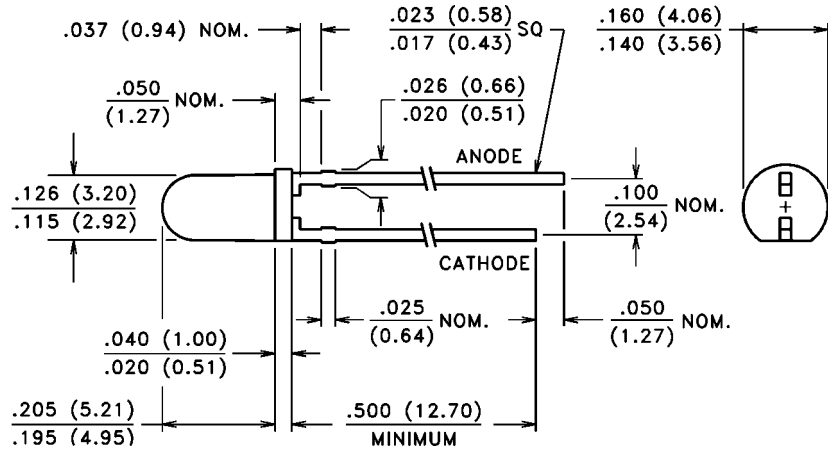 .037 (0.94) NOM.
.023 (0.58)
.017 (0.43)
SQ
.160 (4.06)
.140 (3.56)
.050
(1.27)
NOM.
.026 (0.66)
.020 (0.51)
ANODE
.126 (3.20)
.115 (2.92)
.100
(2.54)
NOM.
+
CATHODE
.025
(0.64)
NOM.
.050
(1.27)
NOM.
.040 (1.00)
.020 (0.51)
.205 (5.21)
.195 (4.95)
.500 (12.70)
MINIMUM